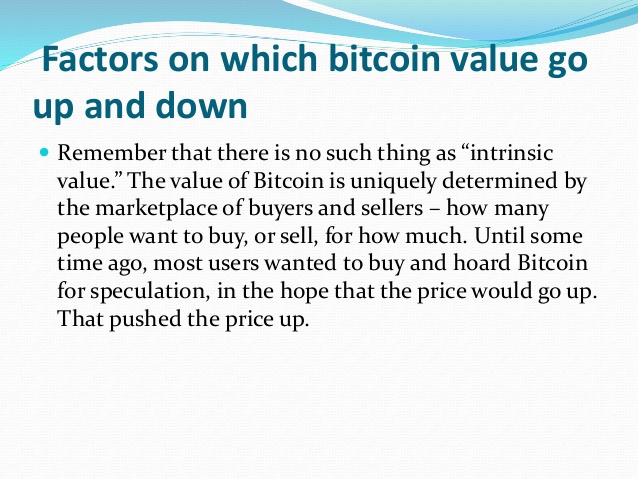 Factors on which bitcoin value go
up and down
Remember that there is no such thing as “intrinsic
value.” The value of Bitcoin is uniquely determined by
the marketplace of buyers and sellers – how many
people want to buy, or sell, for how much. Until some
time ago, most users wanted to buy and hoard Bitcoin
for speculation, in the hope that the price would go up.
That pushed the price up.